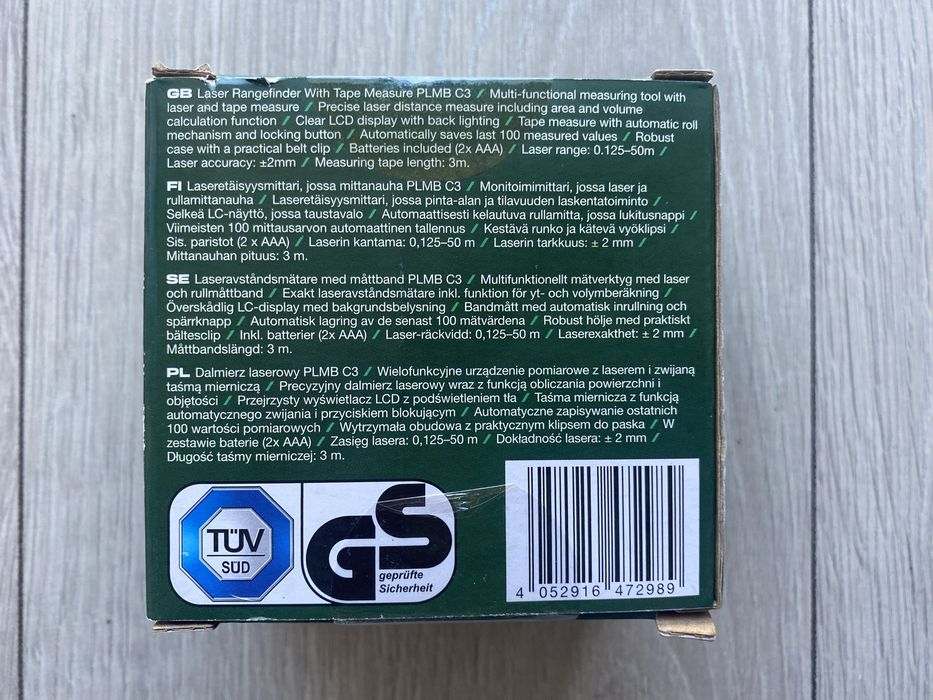 GB Laser Rangefinder With Tape Measure PLMB C3 / Multi-functional measuring tool with
laser and tape measure / Precise laser distance measure including area and volume
calculation function / Clear LCD display with back lighting / Tape measure with automatic roll
mechanism and locking button / Automatically saves last 100 measured values / Robust
case with a practical belt clip / Batteries included (2x AAA) / Laser range: 0.125–50m /
Laser accuracy: ±2mm / Measuring tape length: 3m.
FI Laseretäisyysmittari, jossa mittanauha PLMB C3 / Monitoimimittari, jossa laser ja
rullamittanauha / Laseretäisyysmittari, jossa pinta-alan ja tilavuuden laskentatoiminto /
Selkeä LC-näyttö, jossa taustavalo / Automaattisesti kelautuva rullamitta, jossa lukitusnappi /
Viimeisten 100 mittausarvon automaattinen tallennus / Kestävä runko ja kätevä vyöklipsi /
Sis. paristot (2 x AAA) / Laserin kantama: 0,125–50 m / Laserin tarkkuus: ± 2 mm /
Mittanauhan pituus: 3 m.
SE Laseravståndsmätare med måttband PLMB C3 / Multifunktionellt mätverktyg med laser
och rullmåttband / Exakt laseravståndsmätare inkl. funktion för yt- och volymberäkning /
Överskådlig LC-display med bakgrundsbelysning / Bandmått med automatisk inrullning och
spärrknapp / Automatisk lagring av de senast 100 mätvärdena / Robust hölje med praktiskt
bältesclip / Inkl. batterier (2x AAA) / Laser-räckvidd: 0,125–50 m / Laserexakthet: ± 2 mm /
Måttbandslängd: 3 m.
PL Dalmierz laserowy PLMB C3 / Wielofunkcyjne urządzenie pomiarowe z laserem i zwijaną
taśmą mierniczą / Precyzyjny dalmierz laserowy wraz z funkcją obliczania powierzchni i
objętości / Przejrzysty wyświetlacz LCD z podświetleniem tła / Taśma miernicza z funkcją
automatycznego zwijania i przyciskiem blokującym / Automatyczne zapisywanie ostatnich
100 wartości pomiarowych / Wytrzymała obudowa z praktycznym klipsem do paska / W
zestawie baterie (2x AAA) / Zasięg lasera: 0,125–50 m / Dokładność lasera: ± 2 mm /
Długość taśmy mierniczej: 3 m.
TÜV
SÜD
GS
geprüfte
Sicherheit
4 052916 472989